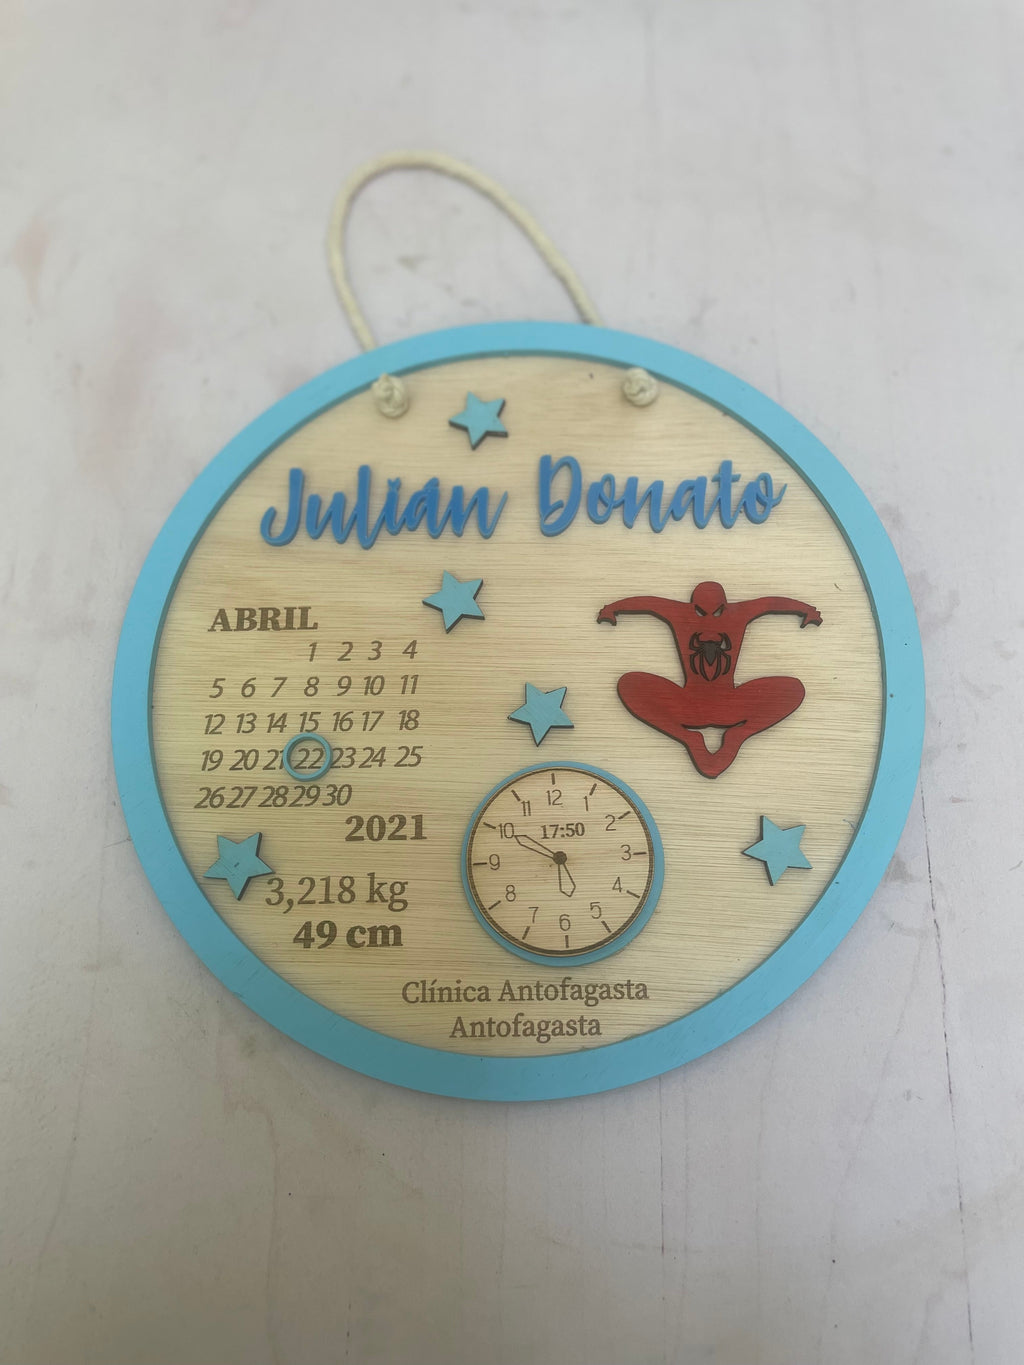 Julián Donato
ABRIL
1 2 3 4
5 6 7 8 9 10 11
12 13 14 15 16 17 18
19 20 21 22 23 24 25
26 27 28 29 30
2021
3,218 kg
49 cm
12 1 2 3 4 5 6 7 8 9 10 11
17:50
Clínica Antofagasta
Antofagasta